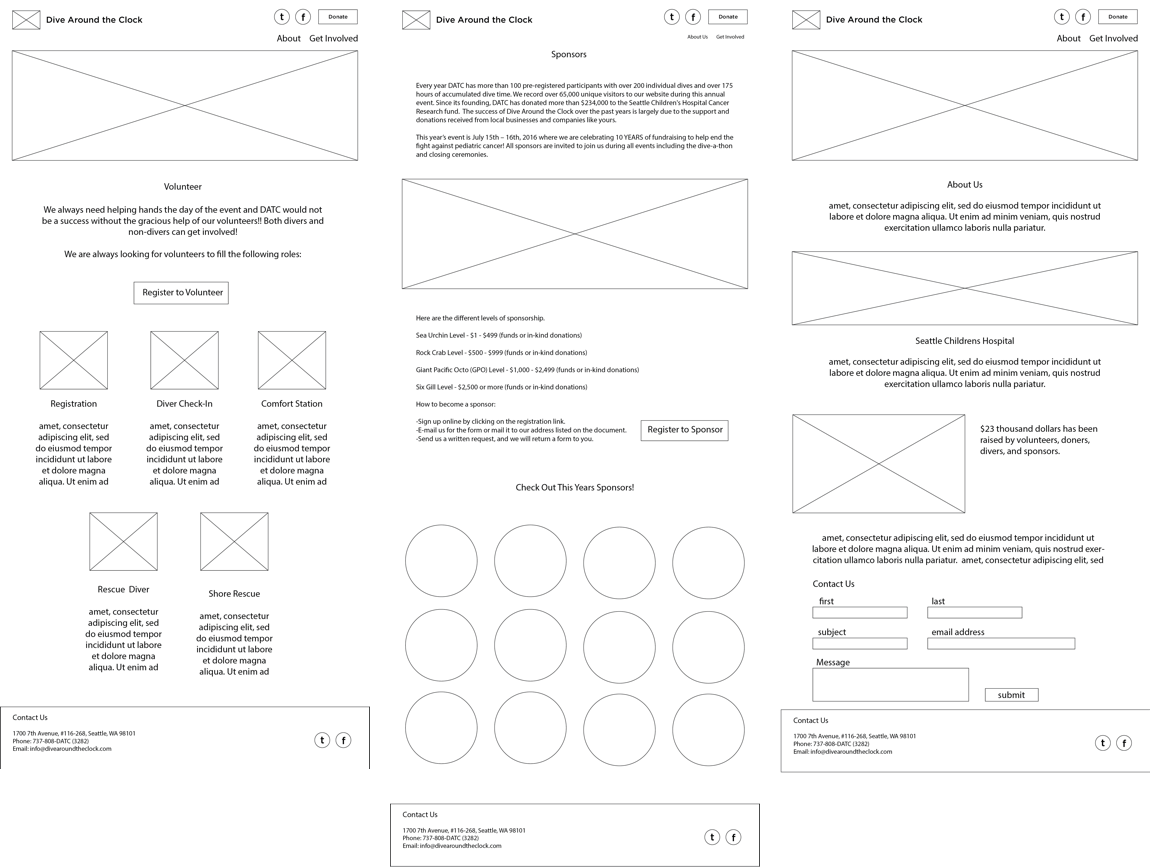 Dive Around the Clock
t
f
Donate
About
Get Involved
Volunteer
We always need helping hands the day of the event and DATC would not
be a success without the gracious help of our volunteers!! Both divers and
non-divers can get involved!
We are always looking for volunteers to fill the following roles:
Register to Volunteer
Registration
amet, consectetur
adipiscing elit, sed
do eiusmod tempor
incididunt ut labore
et dolore magna
aliqua. Ut enim ad
Diver Check-In
amet, consectetur
adipiscing elit, sed
do eiusmod tempor
incididunt ut labore
et dolore magna
aliqua. Ut enim ad
Comfort Station
amet, consectetur
adipiscing elit, sed
do eiusmod tempor
incididunt ut labore
et dolore magna
aliqua. Ut enim ad
Rescue Diver
amet, consectetur
adipiscing elit, sed
do eiusmod tempor
incididunt ut labore
et dolore magna
aliqua. Ut enim ad
Shore Rescue
amet, consectetur
adipiscing elit, sed
do eiusmod tempor
incididunt ut labore
et dolore magna
aliqua. Ut enim ad
Contact Us
1700 7th Avenue, #116-268, Seattle, WA 98101
Phone: 737-808-DATC (3282)
Email: info@divearoundtheclock.com
t
f
Dive Around the Clock
t
f
Donate
About Us
Get Involved
Sponsors
Every year DATC has more than 100 pre-registered participants with over 200 individual dives and over 175
hours of accumulated dive time. We record over 65,000 unique visitors to our website during this annual
event. Since its founding, DATC has donated more than $234,000 to the Seattle Children's Hospital Cancer
Research fund. The success of Dive Around the Clock over the past years is largely due to the support and
donations received from local businesses and companies like yours.
This year's event is July 15th – 16th, 2016 where we are celebrating 10 YEARS of fundraising to help end the
fight against pediatric cancer! All sponsors are invited to join us during all events including the dive-a-thon
and closing ceremonies.
Here are the different levels of sponsorship.
Sea Urchin Level - $1 - $499 (funds or in-kind donations)
Rock Crab Level - $500 - $999 (funds or in-kind donations)
Giant Pacific Octo (GPO) Level - $1,000 - $2,499 (funds or in-kind donations)
Six Gill Level - $2,500 or more (funds or in-kind donations)
How to become a sponsor:
-Sign up online by clicking on the registration link.
-E-mail us for the form or mail it to our address listed on the document.
-Send us a written request, and we will return a form to you.
Register to Sponsor
Check Out This Years Sponsors!
Contact Us
1700 7th Avenue, #116-268, Seattle, WA 98101
Phone: 737-808-DATC (3282)
Email: info@divearoundtheclock.com
t
f
Dive Around the Clock
t
f
Donate
About
Get Involved
About Us
amet, consectetur adipiscing elit, sed do eiusmod tempor incididunt ut
labore et dolore magna aliqua. Ut enim ad minim veniam, quis nostrud
exercitation ullamco laboris nulla pariatur.
Seattle Childrens Hospital
amet, consectetur adipiscing elit, sed do eiusmod tempor incididunt ut
labore et dolore magna aliqua. Ut enim ad minim veniam, quis nostrud
exercitation ullamco laboris nulla pariatur.
$23 thousand dollars has been
raised by volunteers, doners,
divers, and sponsors.
amet, consectetur adipiscing elit, sed do eiusmod tempor incididunt ut
labore et dolore magna aliqua. Ut enim ad minim veniam, quis nostrud exer-
citation ullamco laboris nulla pariatur. amet, consectetur adipiscing elit, sed
Contact Us
first
last
subject
email address
Message
submit
Contact Us
1700 7th Avenue, #116-268, Seattle, WA 98101
Phone: 737-808-DATC (3282)
Email: info@divearoundtheclock.com
t
f